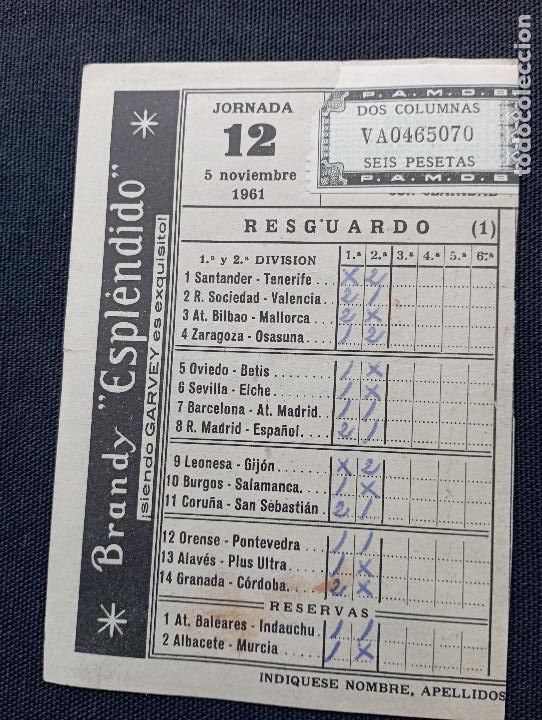 Brandy "Espléndido"
¡siendo GARVEY es exquisito!
JORNADA
12
5 noviembre
1961
P.A.M.D.B
DOS COLUMNAS
VA0465070
SEIS PESETAS
P.A.M.D.B
RESGUARDO (1)
1.ª y 2.ª DIVISION 1.ª 2.ª 3.ª 4.ª 5.ª 6.ª
1 Santander - Tenerife X 2
2 R. Sociedad - Valencia 2 1
3 At. Bilbao - Mallorca 2 X
4 Zaragoza - Osasuna 1 2
5 Oviedo - Betis 1 X
6 Sevilla - Elche 1 X
7 Barcelona - At. Madrid 1 1
8 R. Madrid - Español 2 1
9 Leonesa - Gijón X 2
10 Burgos - Salamanca 1 X
11 Coruña - San Sebastián 2 1
12 Orense - Pontevedra 1 1
13 Alavés - Plus Ultra 1 X
14 Granada - Córdoba 2 X
RESERVAS
1 At. Baleares - Indauchu 1 1
2 Albacete - Murcia 1 X
INDIQUESE NOMBRE, APELLIDOS
todocoleccion